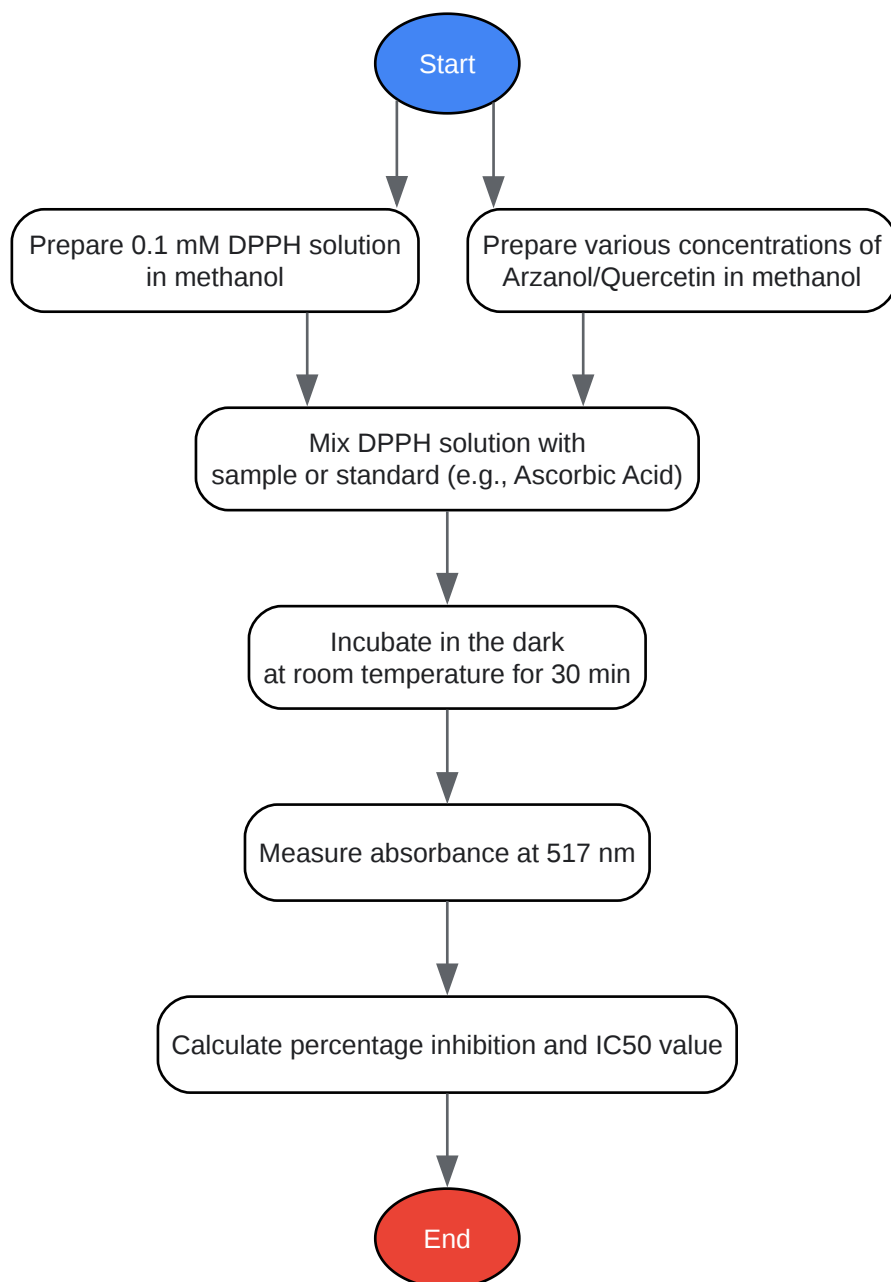 Start
Prepare 0.1 mM DPPH solution
in methanol
Prepare various concentrations of
Arzanol/Quercetin in methanol
Mix DPPH solution with
sample or standard (e.g., Ascorbic Acid)
Incubate in the dark
at room temperature for 30 min
Measure absorbance at 517 nm
Calculate percentage inhibition and IC50 value
End